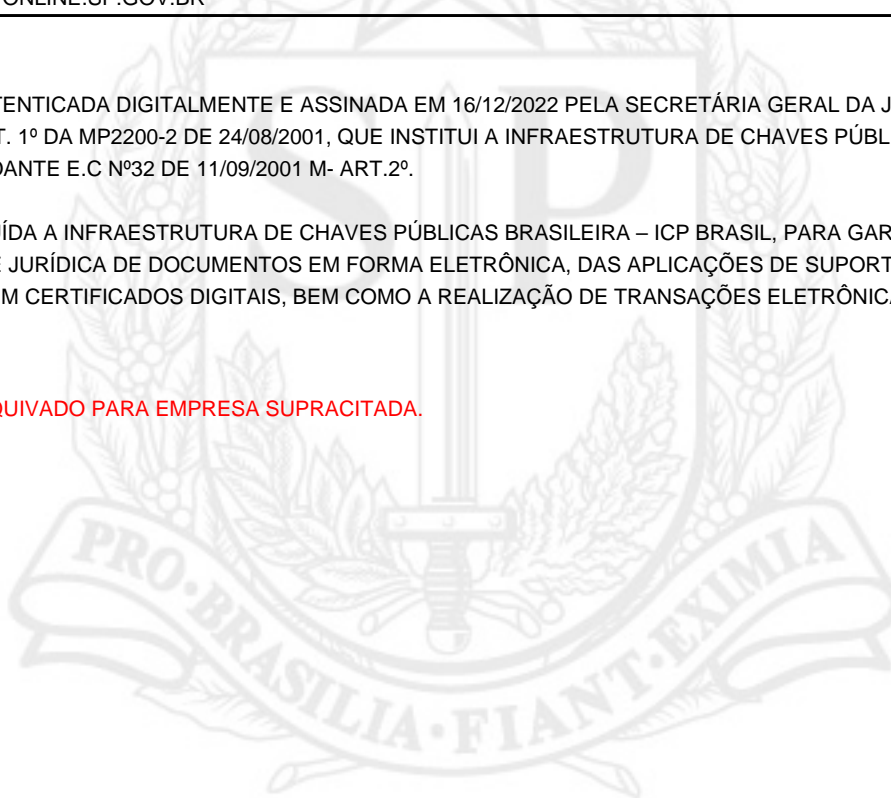 ONLINE.SP.GOV.BR
TENTICADA DIGITALMENTE E ASSINADA EM 16/12/2022 PELA SECRETÁRIA GERAL DA J
T. 1º DA MP2200-2 DE 24/08/2001, QUE INSTITUI A INFRAESTRUTURA DE CHAVES PÚBL
DANTE E.C Nº32 DE 11/09/2001 M- ART.2º.
ÍDA A INFRAESTRUTURA DE CHAVES PÚBLICAS BRASILEIRA – ICP BRASIL, PARA GAR
E JURÍDICA DE DOCUMENTOS EM FORMA ELETRÔNICA, DAS APLICAÇÕES DE SUPORT
M CERTIFICADOS DIGITAIS, BEM COMO A REALIZAÇÃO DE TRANSAÇÕES ELETRÔNICA
QUIVADO PARA EMPRESA SUPRACITADA.
SP
PRO·BRASILIA·FIANT·EXIMIA